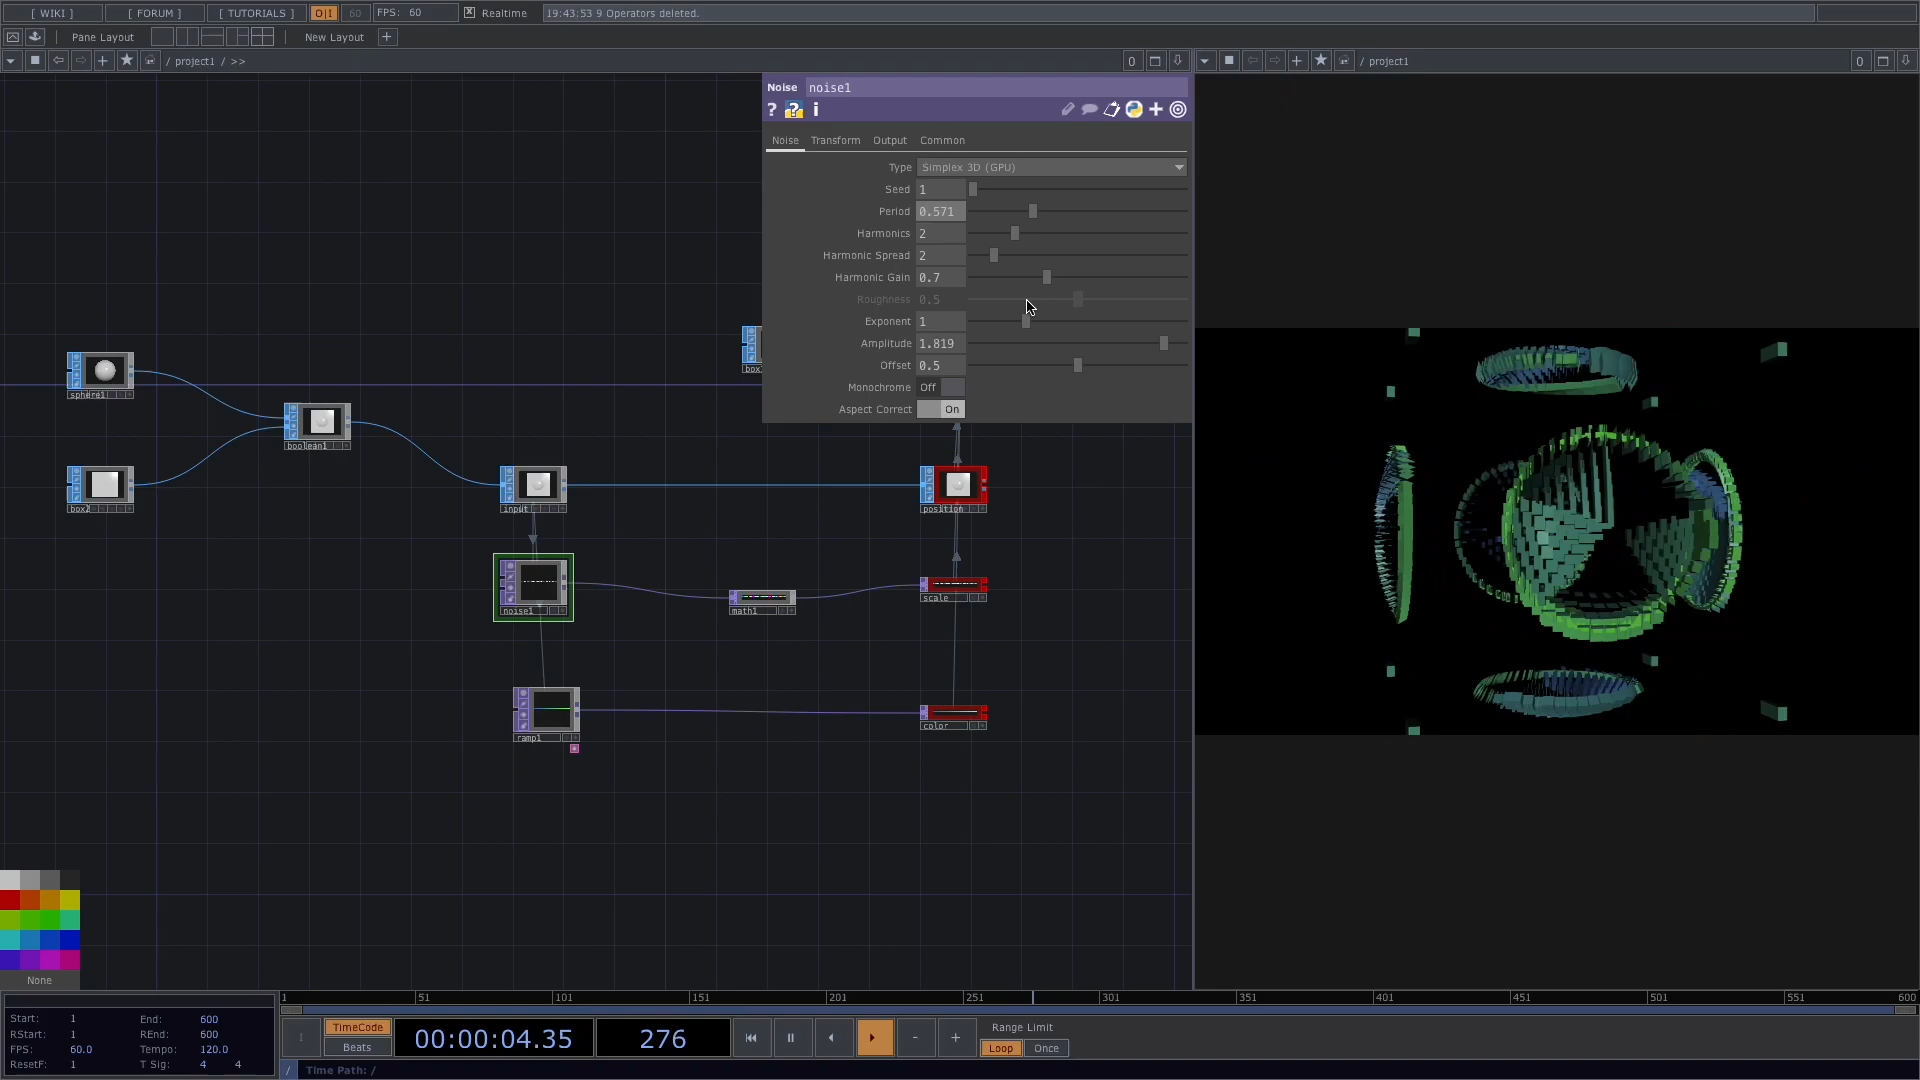 [ WIKI ]
[ FORUM ]
[ TUTORIALS ]
O|I
60
FPS: 60
Realtime
19:43:53 9 Operators deleted.
Pane Layout
New Layout
+
/ project1 / >>
0
/ project1
0
Noise noise1
? ? i
Noise Transform Output Common
Type Simplex 3D (GPU)
Seed 1
Period 0.571
Harmonics 2
Harmonic Spread 2
Harmonic Gain 0.7
Roughness 0.5
Exponent 1
Amplitude 1.819
Offset 0.5
Monochrome Off
Aspect Correct On
sphere1
boolean1
box2
input
position
noise1
math1
scale
ramp1
color
None
1 51 101 151 201 251 301 351 401 451 501 551 600
Start: 1 End: 600
RStart: 1 REnd: 600
FPS: 60.0 Tempo: 120.0
ResetF: 1 T Sig: 4 4
TimeCode
Beats
00:00:04.35
276
- +
Range Limit
Loop Once
/ Time Path: /